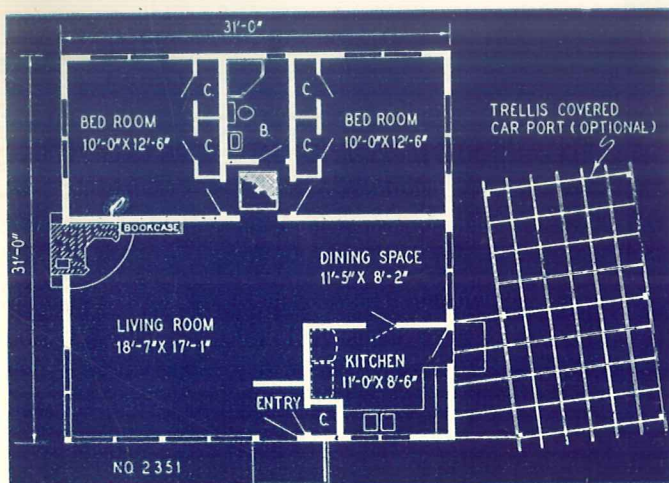 31'-0"
BED ROOM
10'-0"X12'-6"
C.
C.
B.
C.
C.
BED ROOM
10'-0"X12'-6"
TRELLIS COVERED
CAR PORT (OPTIONAL)
31'-0"
BOOKCASE
DINING SPACE
11'-5" X 8'-2"
LIVING ROOM
18'-7"X 17'-1"
KITCHEN
11'-0"X 8'-6"
ENTRY
C.
NO 2351